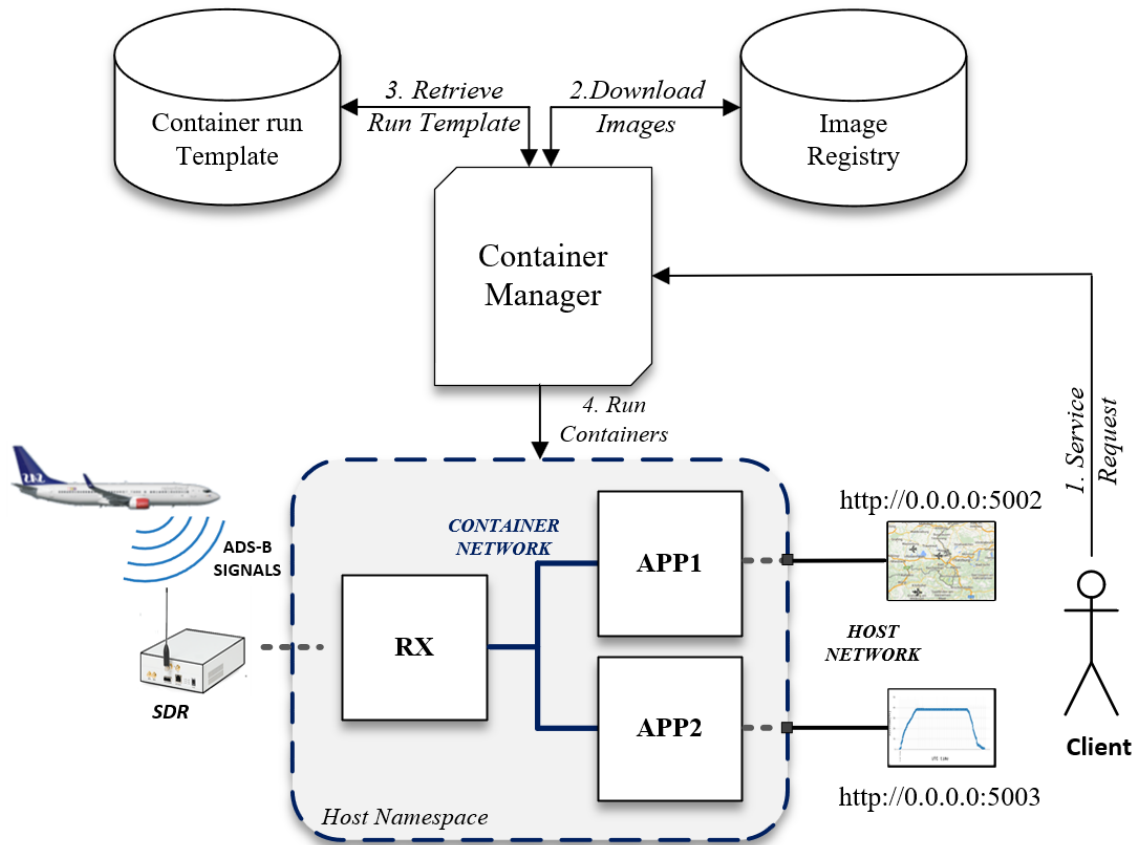 Container run
Template
3. Retrieve
Run Template
2.Download
Images
Image
Registry
Container
Manager
4. Run
Containers
1. Service
Request
ADS-B
SIGNALS
SDR
CONTAINER
NETWORK
RX
APP1
APP2
Host Namespace
http://0.0.0.0:5002
HOST
NETWORK
http://0.0.0.0:5003
Client